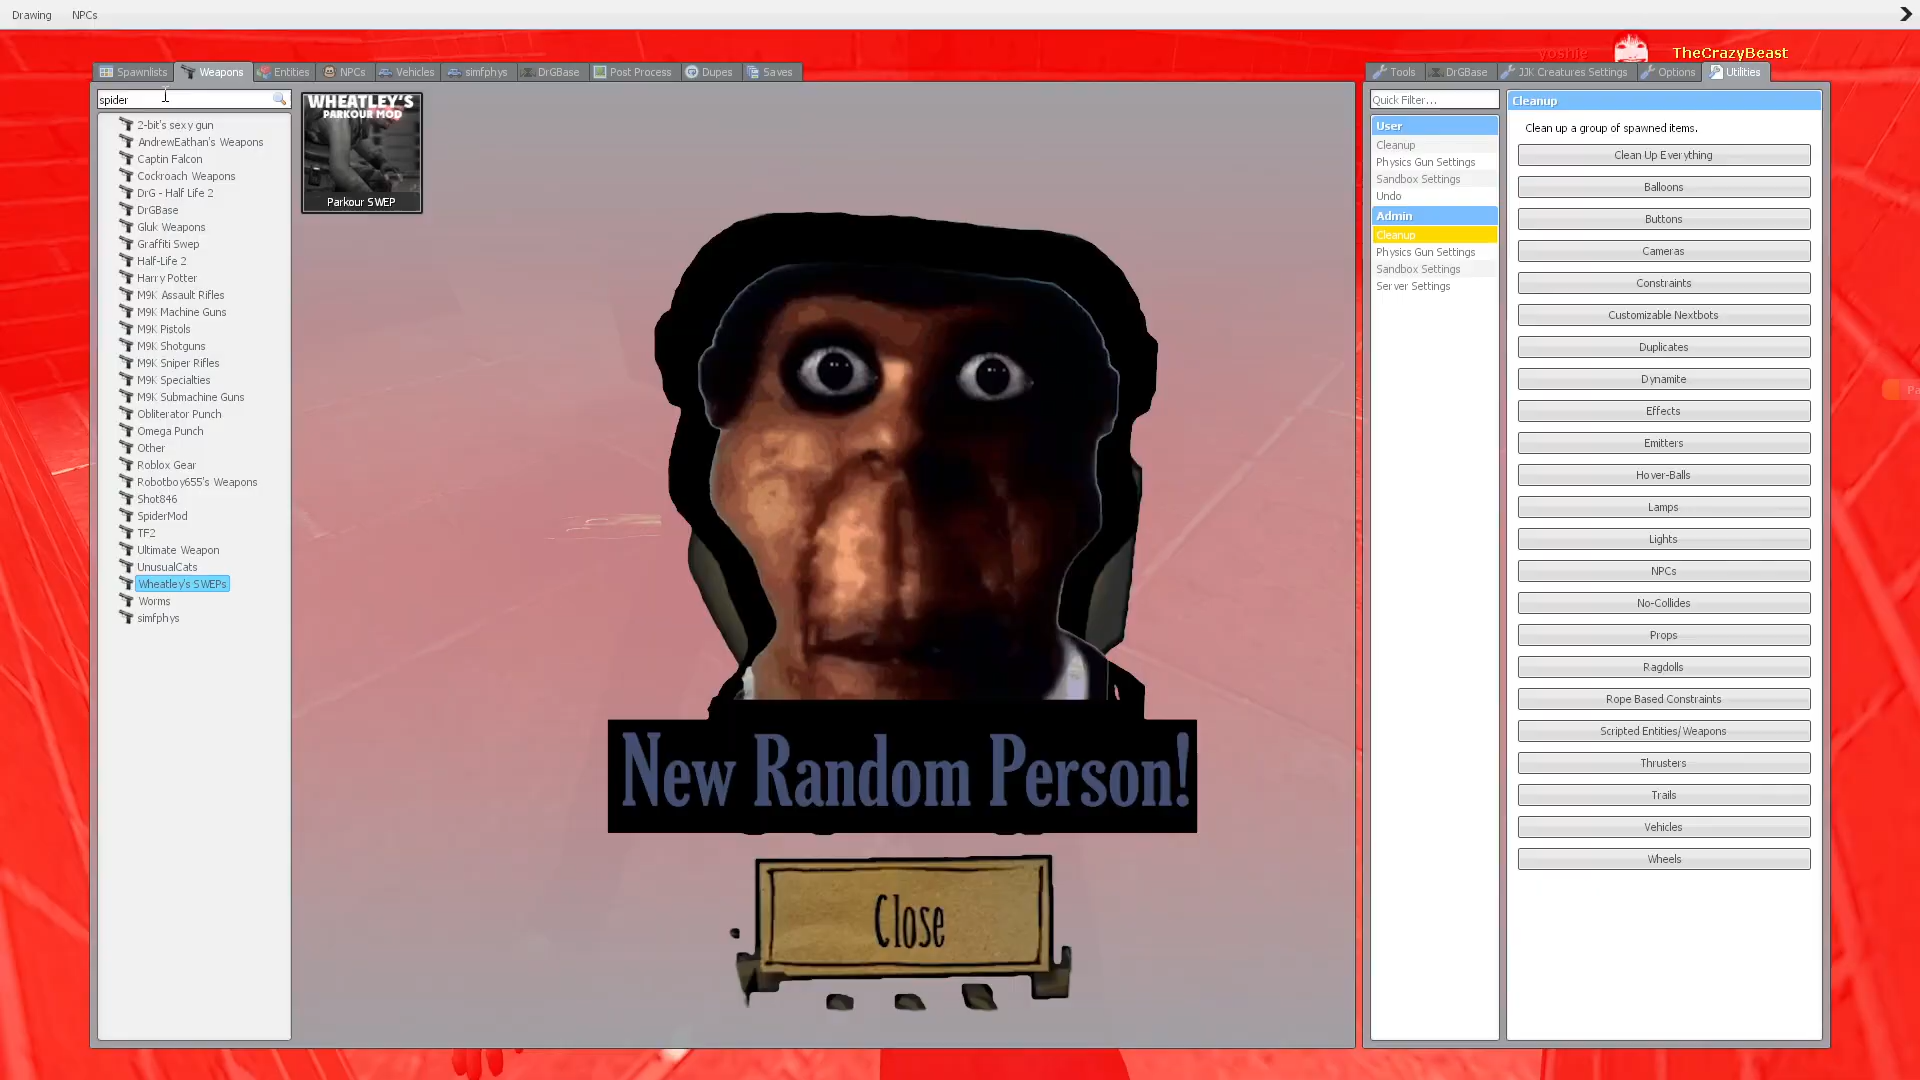 Drawing NPCs
yoshie TheCrazyBeast
Spawnlists Weapons Entities NPCs Vehicles simfphys DrGBase Post Process Dupes Saves
Tools DrGBase JJK Creatures Settings Options Utilities
spider
2-bit's sexy gun
AndrewEathan's Weapons
Captin Falcon
Cockroach Weapons
DrG - Half Life 2
DrGBase
Gluk Weapons
Graffiti Swep
Half-Life 2
Harry Potter
M9K Assault Rifles
M9K Machine Guns
M9K Pistols
M9K Shotguns
M9K Sniper Rifles
M9K Specialties
M9K Submachine Guns
Obliterator Punch
Omega Punch
Other
Roblox Gear
Robotboy655's Weapons
Shot846
SpiderMod
TF2
Ultimate Weapon
UnusualCats
Wheatley's SWEPs
Worms
simfphys
WHEATLEY'S
PARKOUR MOD
Parkour SWEP
New Random Person!
Close
Quick Filter...
User
Cleanup
Physics Gun Settings
Sandbox Settings
Undo
Admin
Cleanup
Physics Gun Settings
Sandbox Settings
Server Settings
Cleanup
Clean up a group of spawned items.
Clean Up Everything
Balloons
Buttons
Cameras
Constraints
Customizable Nextbots
Duplicates
Dynamite
Effects
Emitters
Hover-Balls
Lamps
Lights
NPCs
No-Collides
Props
Ragdolls
Rope Based Constraints
Scripted Entities/Weapons
Thrusters
Trails
Vehicles
Wheels